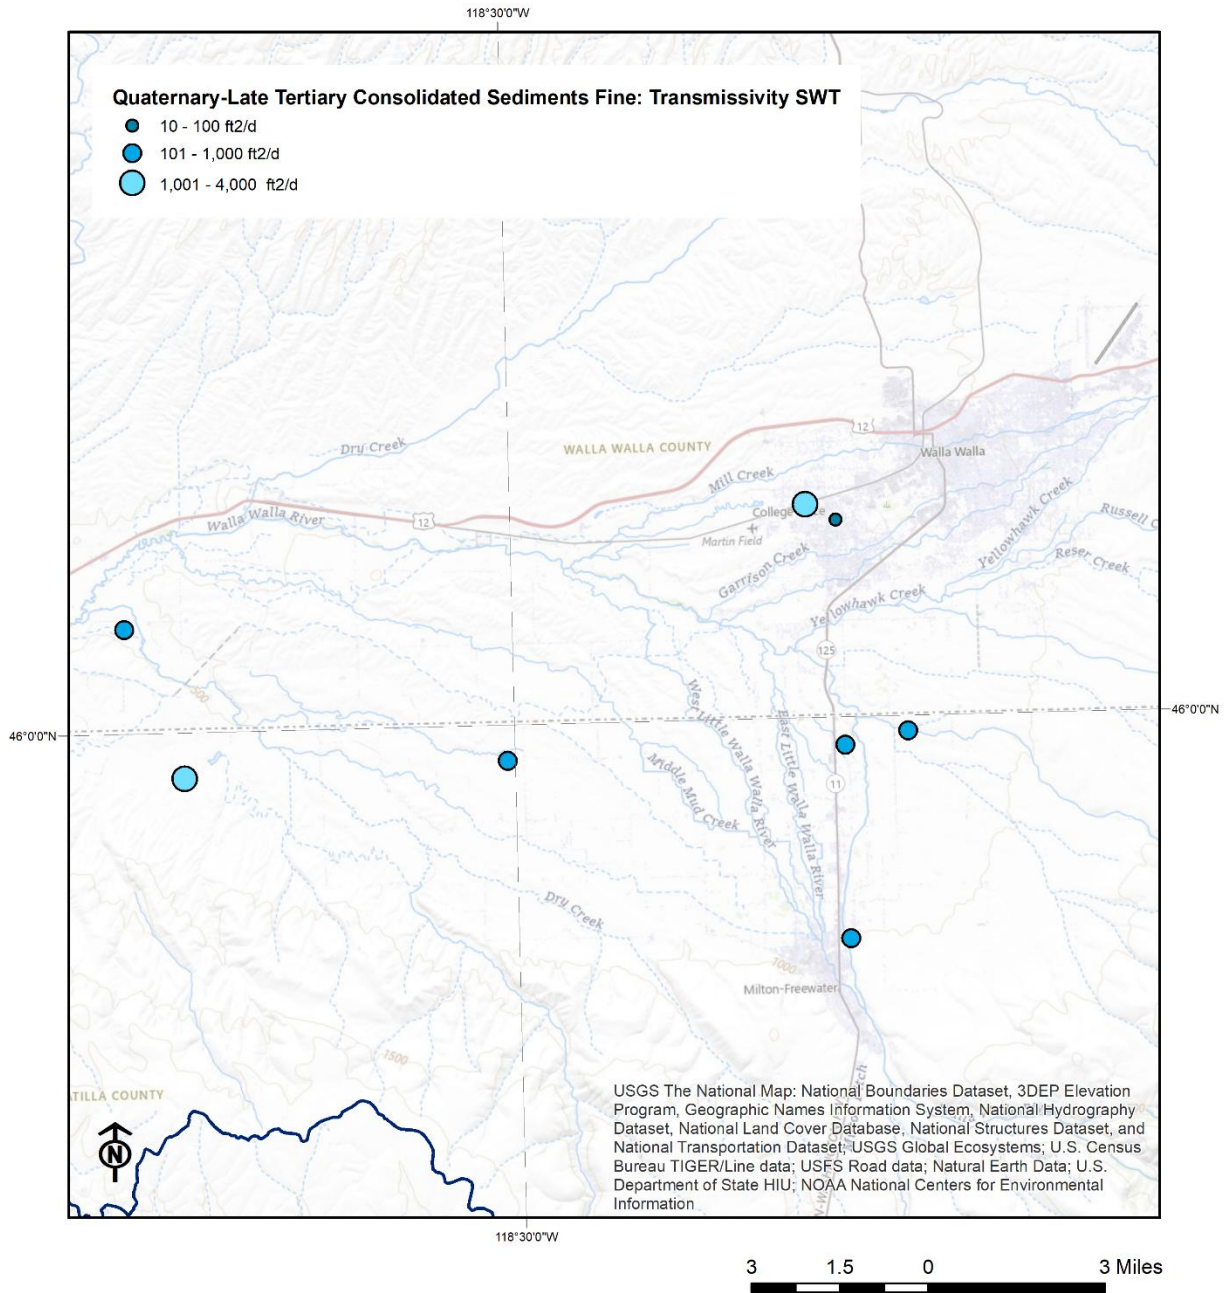 118°30'0"W
Quaternary-Late Tertiary Consolidated Sediments Fine: Transmissivity SWT
10 - 100 ft2/d
101 - 1,000 ft2/d
1,001 - 4,000 ft2/d
12
Walla Walla
Dry Creek
WALLA WALLA COUNTY
Mill Creek
Walla Walla River
12
College
Martin Field
Garrison Creek
Yellowhawk Creek
Russell
Reser Creek
Yellowhawk Creek
125
500
46°0'0"N
46°0'0"N
West Little Walla Walla River
East Little Walla Walla River
Middle Mud Creek
11
Dry Creek
1000
Milton-Freewater
1500
TILLA COUNTY
N
USGS The National Map: National Boundaries Dataset, 3DEP Elevation
Program, Geographic Names Information System, National Hydrography
Dataset, National Land Cover Database, National Structures Dataset, and
National Transportation Dataset; USGS Global Ecosystems; U.S. Census
Bureau TIGER/Line data; USFS Road data; Natural Earth Data; U.S.
Department of State HIU; NOAA National Centers for Environmental
Information
118°30'0"W
3 1.5 0 3 Miles